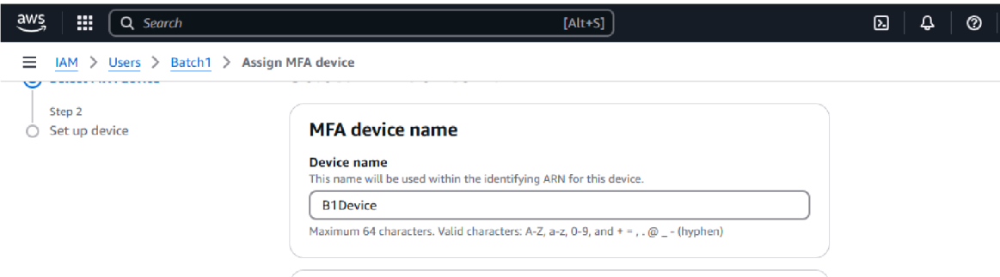 aws
Search [Alt+S]
IAM > Users > Batch1 > Assign MFA device
Step 2
Set up device
MFA device name
Device name
This name will be used within the identifying ARN for this device.
B1Device
Maximum 64 characters. Valid characters: A-Z, a-z, 0-9, and + = , . @ _ - (hyphen)